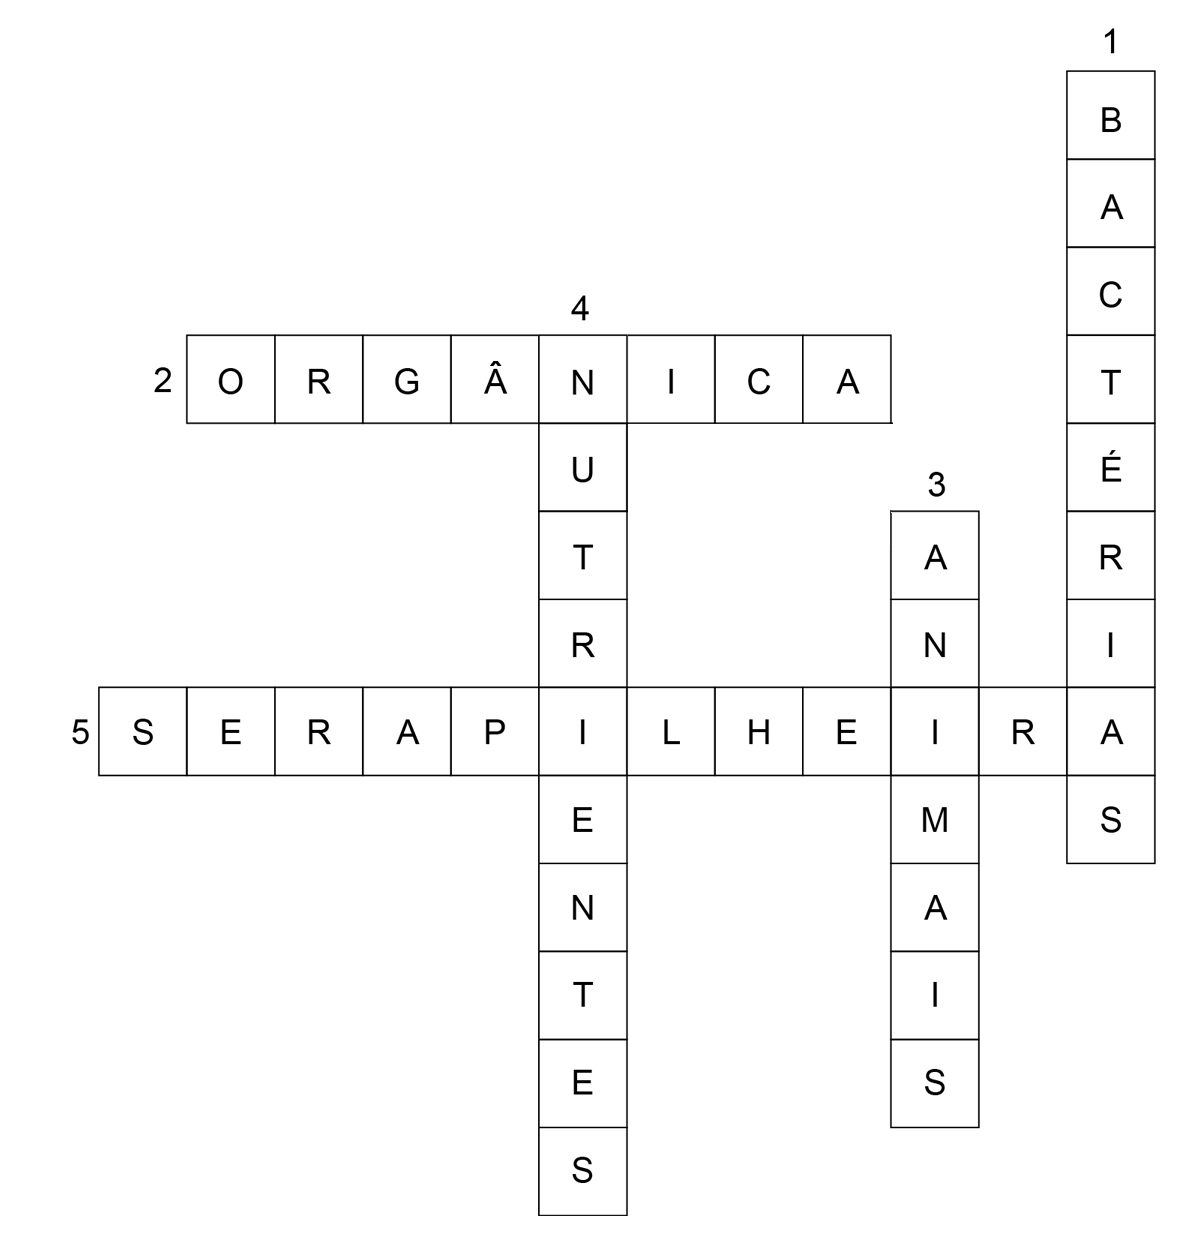 1
B
A
C
4
2 O R G Â N I C A T
U É
3
T A R
R N I
5 S E R A P I L H E I R A
E M S
N A
T I
E S
S